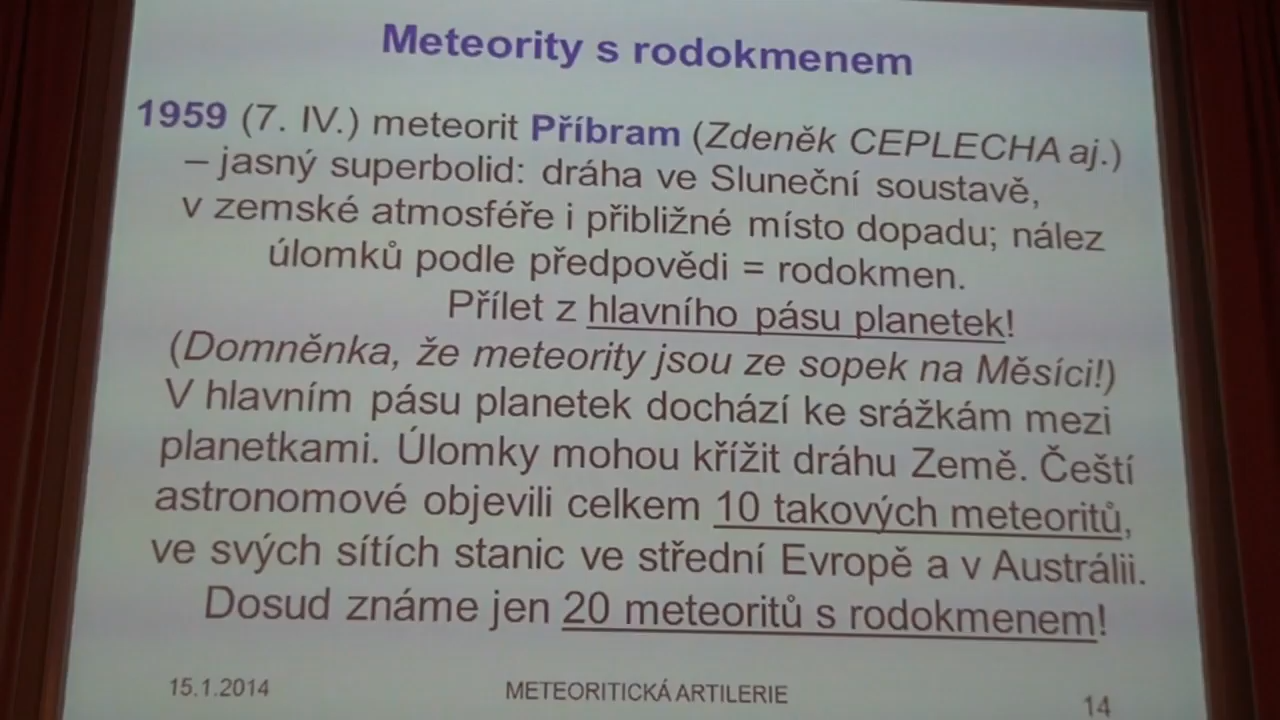 Meteority s rodokmenem
1959 (7. IV.) meteorit Příbram (Zdeněk CEPLECHA aj.)
– jasný superbolid: dráha ve Sluneční soustavě,
v zemské atmosféře i přibližné místo dopadu; nález
úlomků podle předpovědi = rodokmen.
Přílet z hlavního pásu planetek!
(Domněnka, že meteority jsou ze sopek na Měsíci!)
V hlavním pásu planetek dochází ke srážkám mezi
planetkami. Úlomky mohou křížit dráhu Země. Čeští
astronomové objevili celkem 10 takových meteoritů,
ve svých sítích stanic ve střední Evropě a v Austrálii.
Dosud známe jen 20 meteoritů s rodokmenem!
15.1.2014
METEORITICKÁ ARTILERIE
14